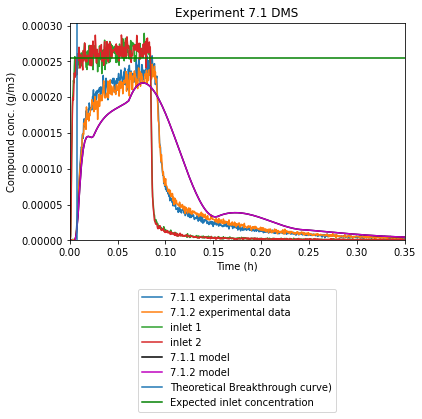 Experiment 7.1 DMS
Compound conc. (g/m3)
0.00030
0.00025
0.00020
0.00015
0.00010
0.00005
0.00000
0.00 0.05 0.10 0.15 0.20 0.25 0.30 0.35
Time (h)
7.1.1 experimental data
7.1.2 experimental data
inlet 1
inlet 2
7.1.1 model
7.1.2 model
Theoretical Breakthrough curve)
Expected inlet concentration